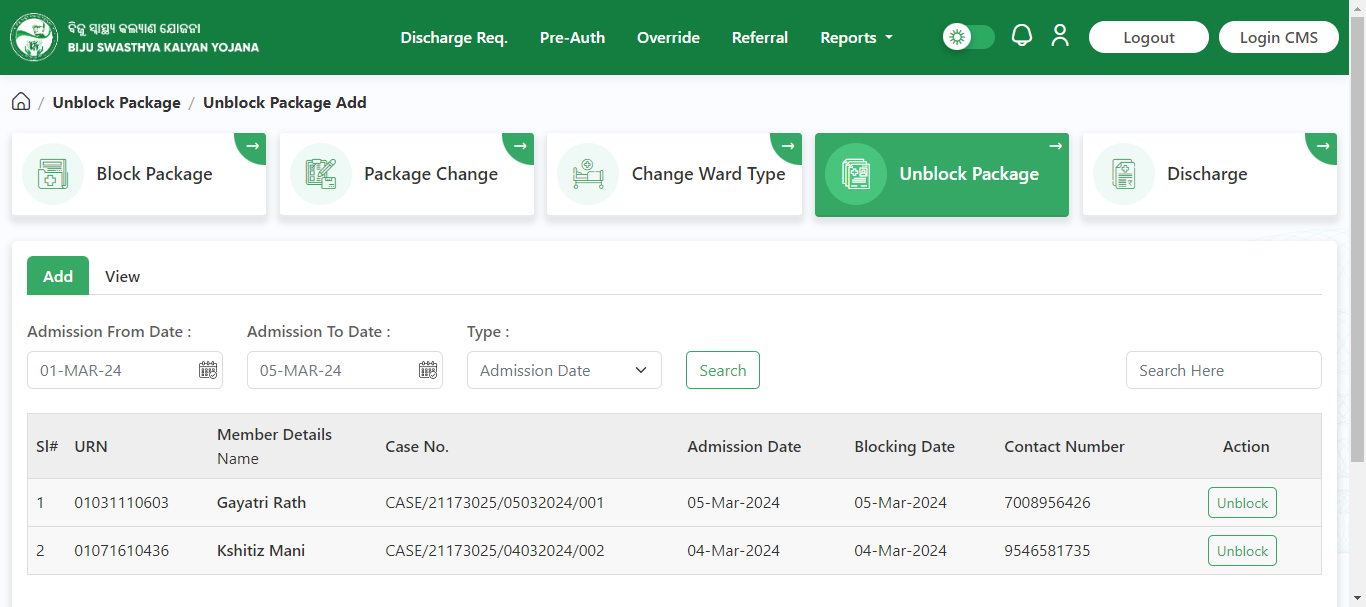 ବିଜୁ ସ୍ୱାସ୍ଥ୍ୟ କଲ୍ୟାଣ ଯୋଜନା
BIJU SWASTHYA KALYAN YOJANA
Discharge Req. Pre-Auth Override Referral Reports Logout Login CMS
/ Unblock Package / Unblock Package Add
Block Package Package Change Change Ward Type Unblock Package Discharge
Add View
Admission From Date : Admission To Date : Type :
01-MAR-24 05-MAR-24 Admission Date Search Search Here
Sl# URN Member Details Name Case No. Admission Date Blocking Date Contact Number Action
1 01031110603 Gayatri Rath CASE/21173025/05032024/001 05-Mar-2024 05-Mar-2024 7008956426 Unblock
2 01071610436 Kshitiz Mani CASE/21173025/04032024/002 04-Mar-2024 04-Mar-2024 9546581735 Unblock